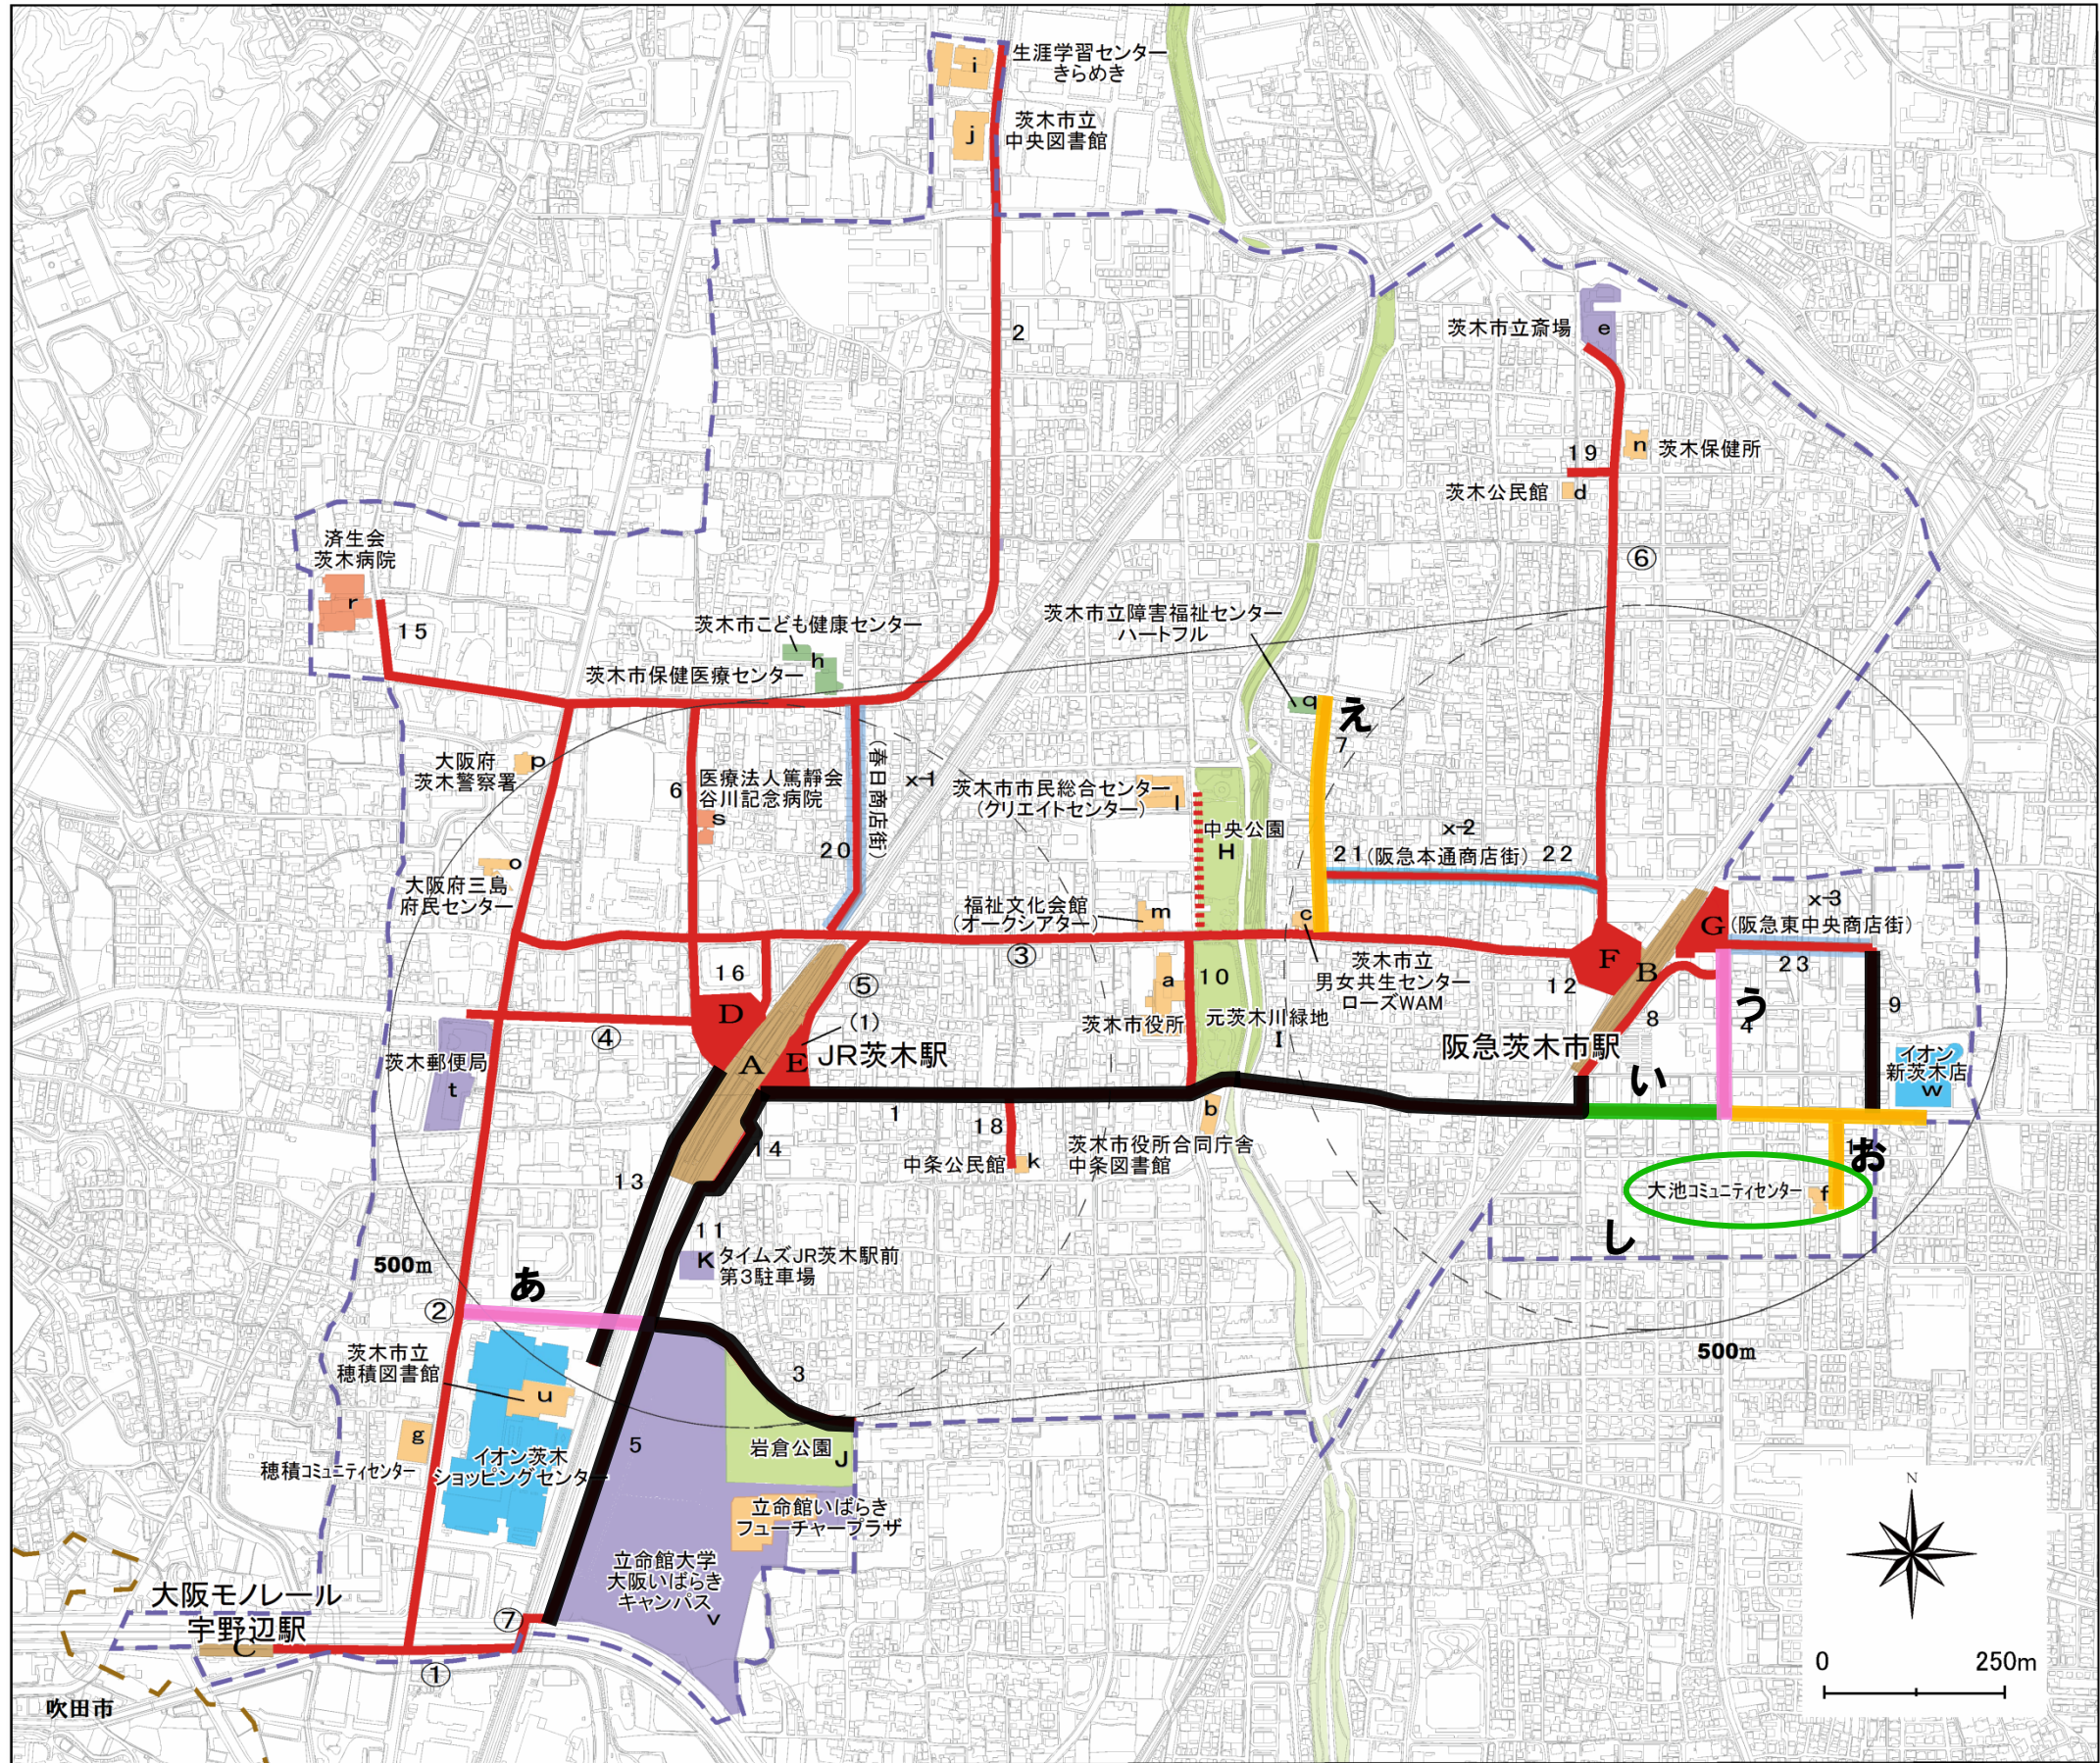 i
生涯学習センター
きらめき
j
茨木市立
中央図書館
2
茨木市立斎場
e
19
n
茨木保健所
茨木公民館
d
⑥
済生会
茨木病院
r
15
茨木市こども健康センター
h
茨木市保健医療センター
茨木市立障害福祉センター
ハートフル
q
え
7
大阪府
茨木警察署
p
6
医療法人篤靜会
谷川記念病院
s
(春日商店街)
x-1
20
茨木市市民総合センター
(クリエイトセンター)
l
中央公園
H
x-2
21(阪急本通商店街)22
o
大阪府三島
府民センター
福祉文化会館
(オークシアター)
m
c
x-3
G
(阪急東中央商店街)
③
16
⑤
a
10
茨木市立
男女共生センター
ローズWAM
F
B
12
23
う
4
9
D
(1)
④
A
E
JR茨木駅
茨木市役所
元茨木川緑地
I
阪急茨木市駅
8
い
イオン
新茨木店
w
茨木郵便局
t
1
b
14
18
中条公民館
k
茨木市役所合同庁舎
中条図書館
13
お
大池コミュニティセンター
f
し
11
K
タイムズJR茨木駅前
第3駐車場
500m
あ
②
500m
茨木市立
穂積図書館
u
3
g
穂積コミュニティセンター
イオン茨木
ショッピングセンター
5
岩倉公園
J
立命館いばらき
フューチャープラザ
立命館大学
大阪いばらき
キャンパス
v
N
大阪モノレール
宇野辺駅
C
⑦
①
吹田市
0
250m